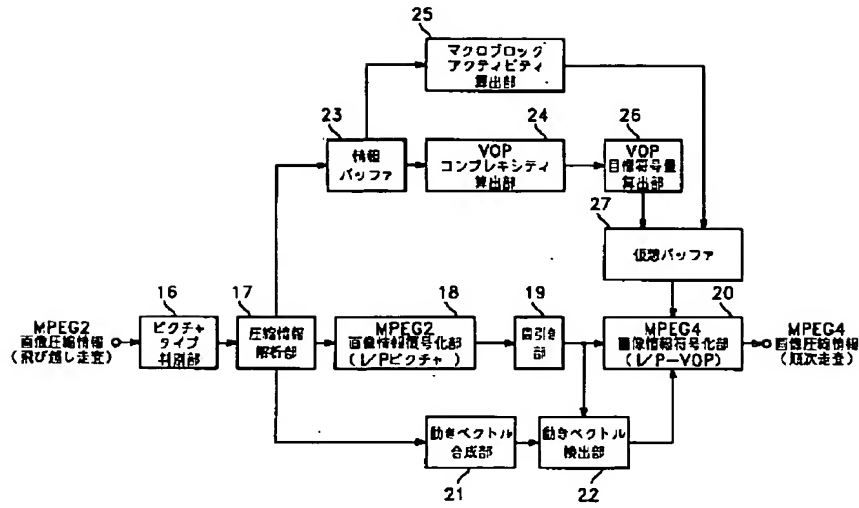 25
マクロブロック
アクティビティ
算出部
23
情報
バッファ
24
VOP
コンプレキシティ
算出部
26
VOP
目標符号量
算出部
27
仮想バッファ
MPEG2
画像圧縮情報
(飛び越し走査)
16
ピクチャ
タイプ
判別部
17
圧縮情報
解析部
18
MPEG2
画像情報復号化部
(I/Pピクチャ)
19
間引き
部
20
MPEG4
画像情報符号化部
(I/P-VOP)
MPEG4
画像圧縮情報
(順次走査)
動きベクトル
合成部
21
動きベクトル
検出部
22